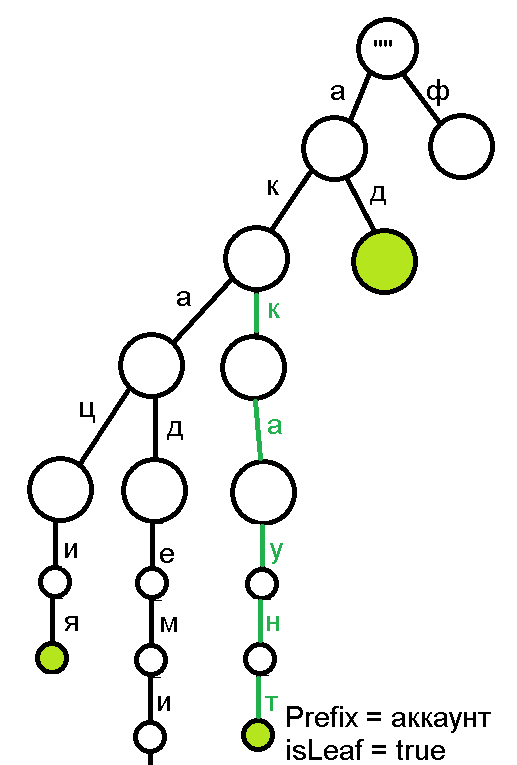 ""
а ф
к д
а к
ц д а
и е у
я м н
и т
Prefix = аккаунт
isLeaf = true